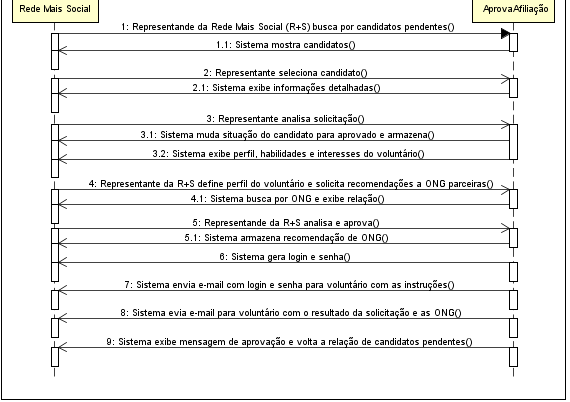 Rede Mais Social
AprovaAfiliação
1: Representande da Rede Mais Social (R+S) busca por candidatos pendentes()
1.1: Sistema mostra candidatos()
2: Representante seleciona candidato()
2.1: Sistema exibe informações detalhadas()
3: Representante analisa solicitação()
3.1: Sistema muda situação do candidato para aprovado e armazena()
3.2: Sistema exibe perfil, habilidades e interesses do voluntário()
4: Representante da R+S define perfil do voluntário e solicita recomendações a ONG parceiras()
4.1: Sistema busca por ONG e exibe relação()
5: Representande da R+S analisa e aprova()
5.1: Sistema armazena recomendação de ONG()
6: Sistema gera login e senha()
7: Sistema envia e-mail com login e senha para voluntário com as instruções()
8: Sistema evia e-mail para voluntário com o resultado da solicitação e as ONG()
9: Sistema exibe mensagem de aprovação e volta a relação de candidatos pendentes()